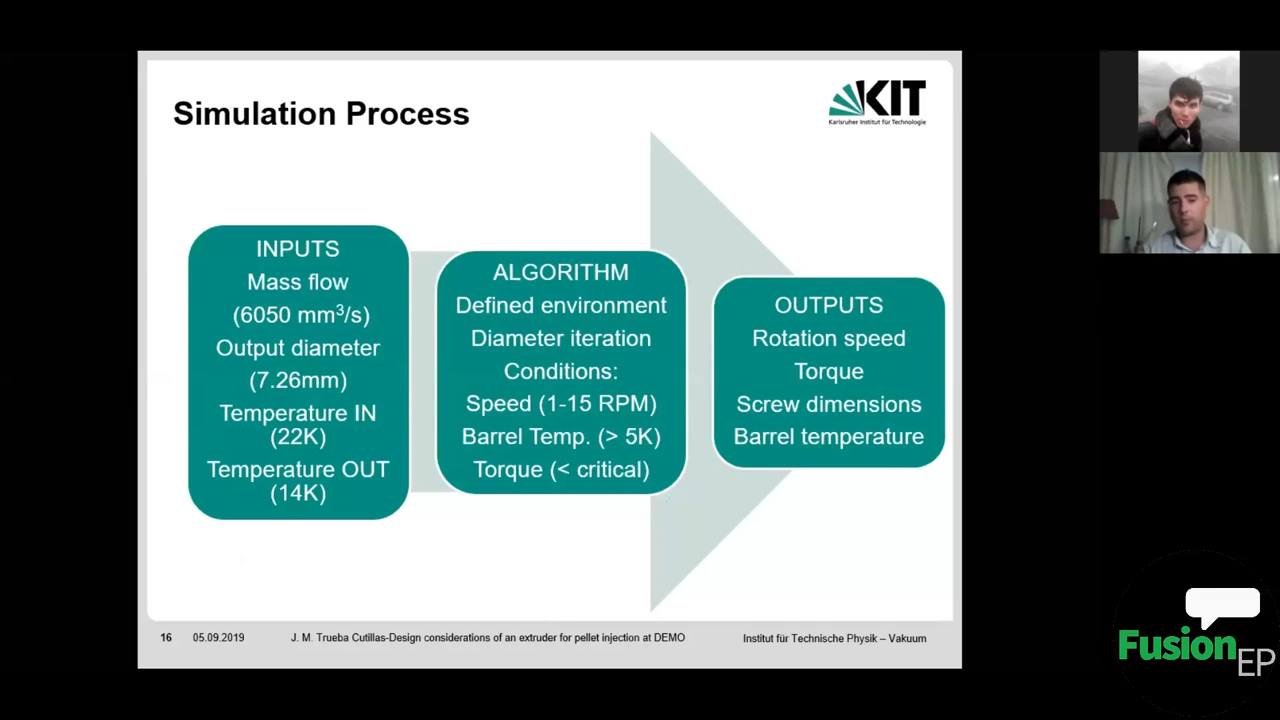 Simulation Process
KIT
Karlsruher Institut für Technologie
INPUTS
Mass flow
(6050 mm³/s)
Output diameter
(7.26mm)
Temperature IN
(22K)
Temperature OUT
(14K)
ALGORITHM
Defined environment
Diameter iteration
Conditions:
Speed (1-15 RPM)
Barrel Temp. (> 5K)
Torque (< critical)
OUTPUTS
Rotation speed
Torque
Screw dimensions
Barrel temperature
16 05.09.2019 J. M. Trueba Cutillas-Design considerations of an extruder for pellet injection at DEMO Institut für Technische Physik – Vakuum
Fusion
EP